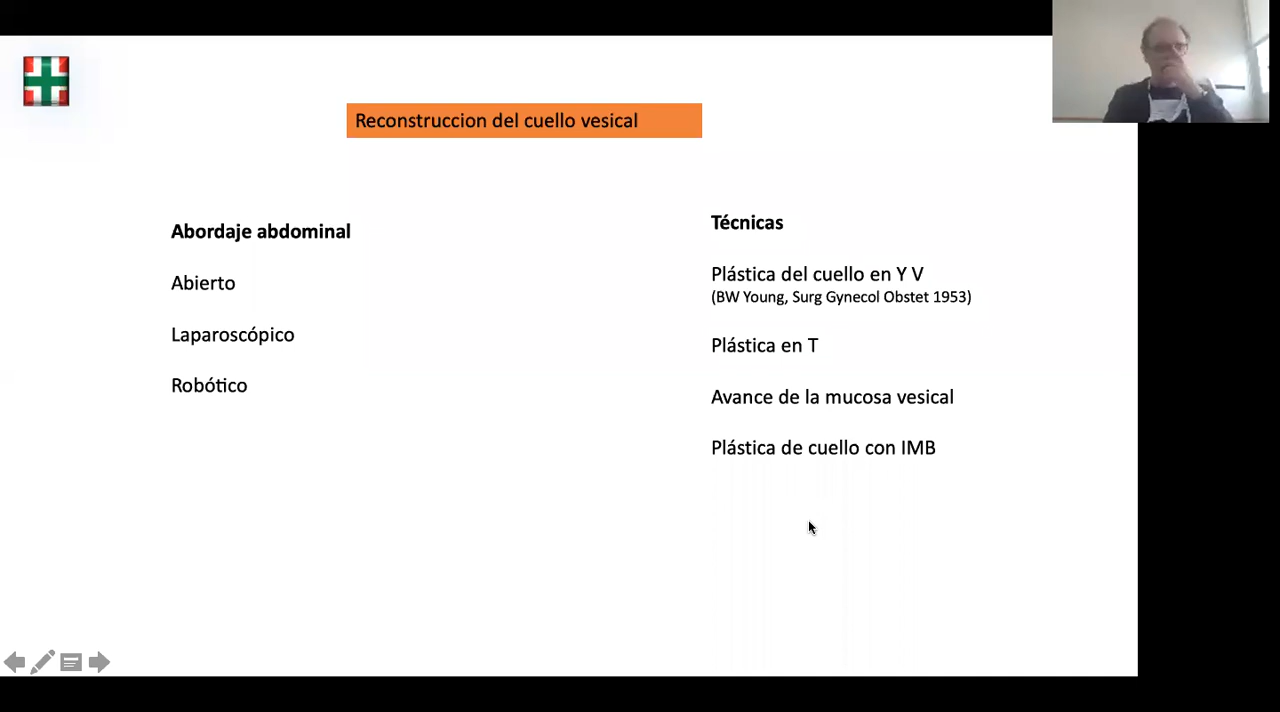 Reconstruccion del cuello vesical
Abordaje abdominal
Abierto
Laparoscópico
Robótico
Técnicas
Plástica del cuello en Y V
(BW Young, Surg Gynecol Obstet 1953)
Plástica en T
Avance de la mucosa vesical
Plástica de cuello con IMB